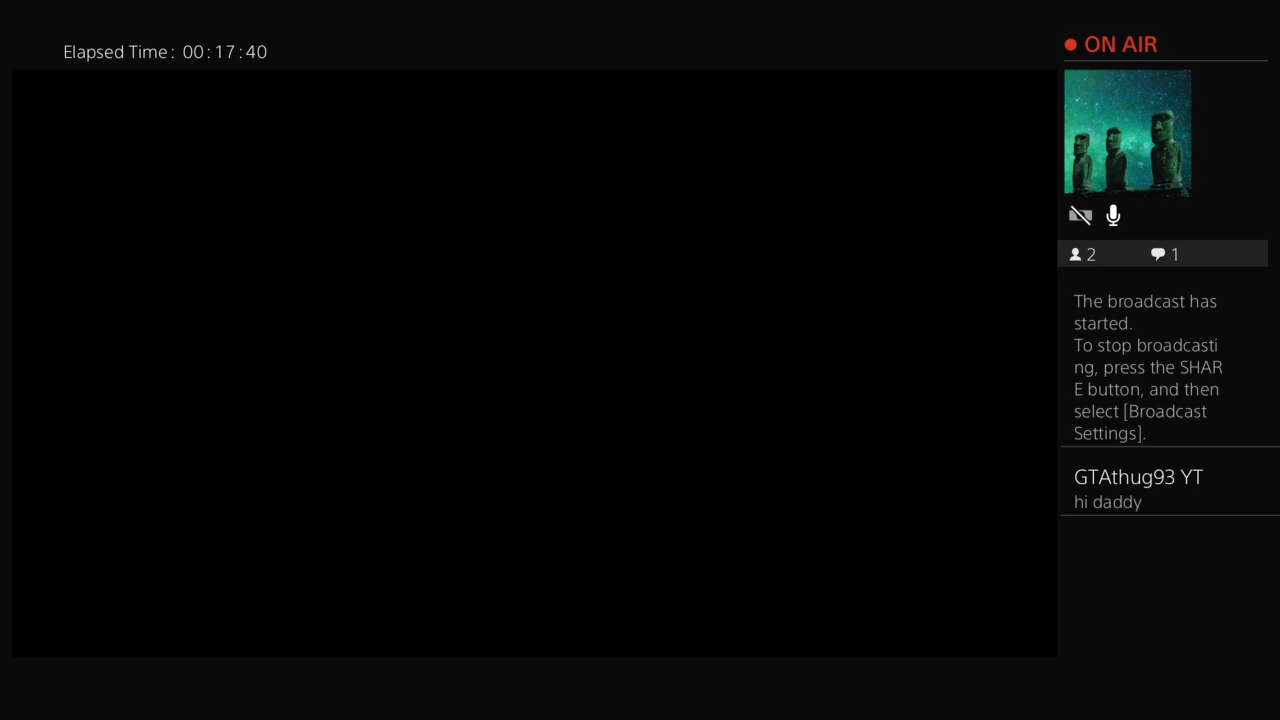 Elapsed Time: 00:17:40
ON AIR
2 1
The broadcast has
started.
To stop broadcasti
ng, press the SHAR
E button, and then
select [Broadcast
Settings].
GTAthug93 YT
hi daddy